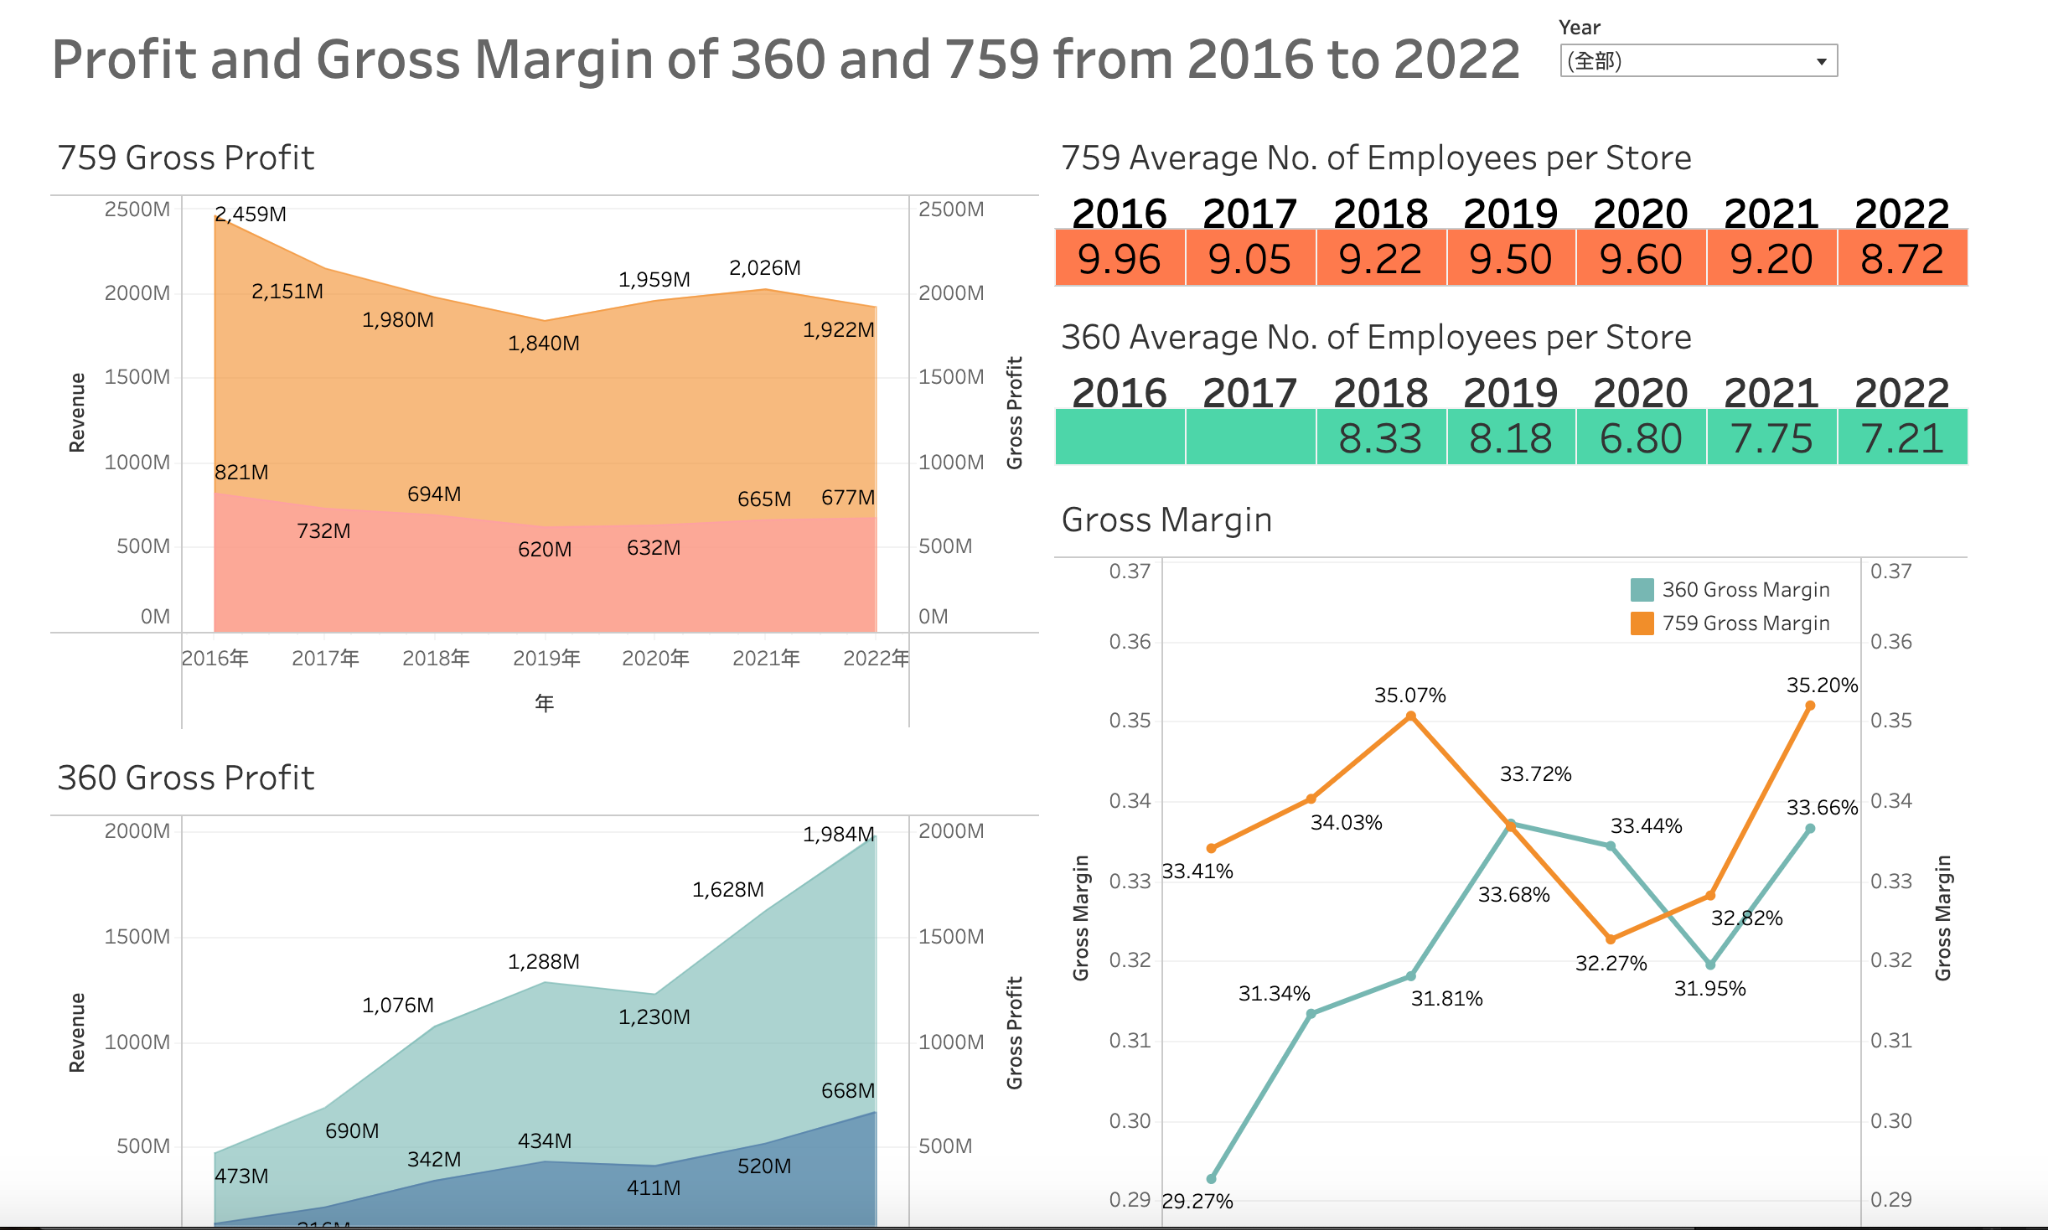 Profit and Gross Margin of 360 and 759 from 2016 to 2022
Year
(全部)
759 Gross Profit
2500M
2000M
1500M
1000M
500M
0M
Revenue
2,459M
2,151M
1,980M
1,840M
1,959M
2,026M
1,922M
821M
732M
694M
620M
632M
665M
677M
2500M
2000M
1500M
1000M
500M
0M
Gross Profit
2016年 2017年 2018年 2019年 2020年 2021年 2022年
年
360 Gross Profit
2000M
1500M
1000M
500M
Revenue
473M
690M
1,076M
1,288M
1,230M
1,628M
1,984M
342M
434M
411M
520M
668M
2000M
1500M
1000M
500M
Gross Profit
759 Average No. of Employees per Store
2016 2017 2018 2019 2020 2021 2022
9.96 9.05 9.22 9.50 9.60 9.20 8.72
360 Average No. of Employees per Store
2016 2017 2018 2019 2020 2021 2022
8.33 8.18 6.80 7.75 7.21
Gross Margin
0.37
0.36
0.35
0.34
0.33
0.32
0.31
0.30
0.29
Gross Margin
360 Gross Margin
759 Gross Margin
33.41%
34.03%
35.07%
33.68%
32.27%
32.82%
35.20%
29.27%
31.34%
31.81%
33.72%
33.44%
31.95%
33.66%
0.37
0.36
0.35
0.34
0.33
0.32
0.31
0.30
0.29
Gross Margin